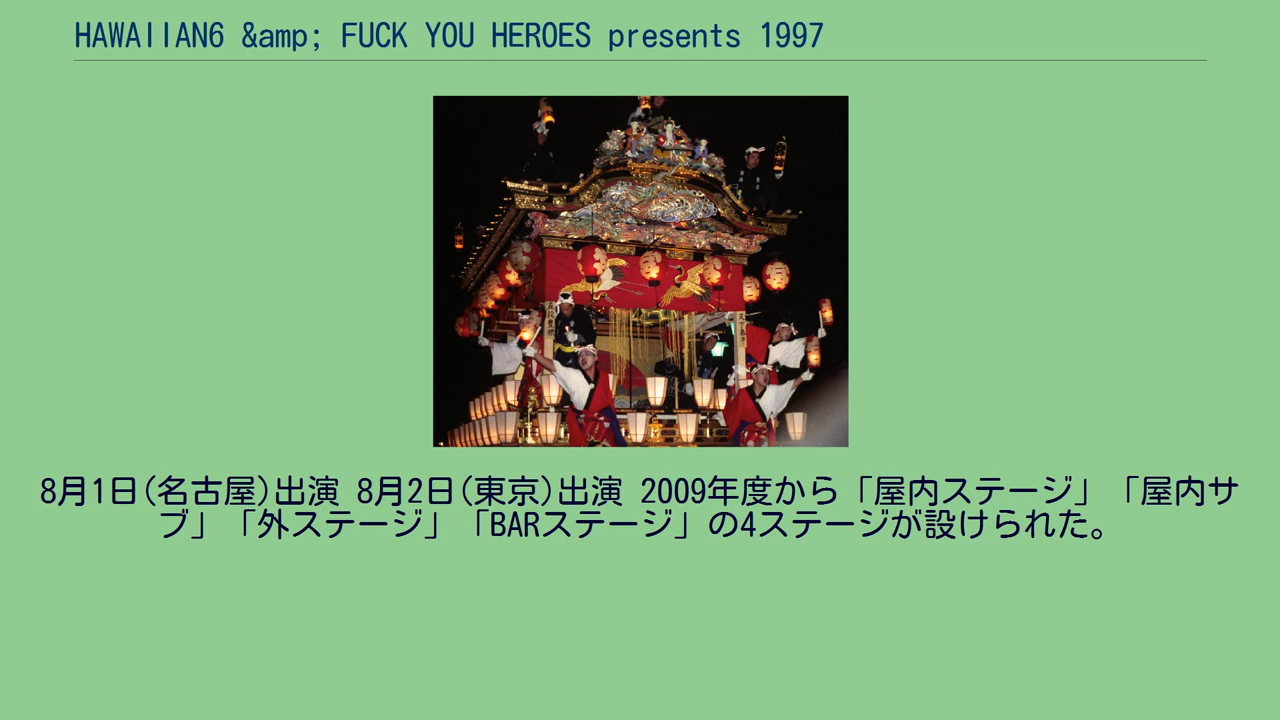 HAWAIIAN6 &amp; FUCK YOU HEROES presents 1997
8月1日(名古屋)出演 8月2日(東京)出演 2009年度から「屋内ステージ」「屋内サ
ブ」「外ステージ」「BARステージ」の4ステージが設けられた。